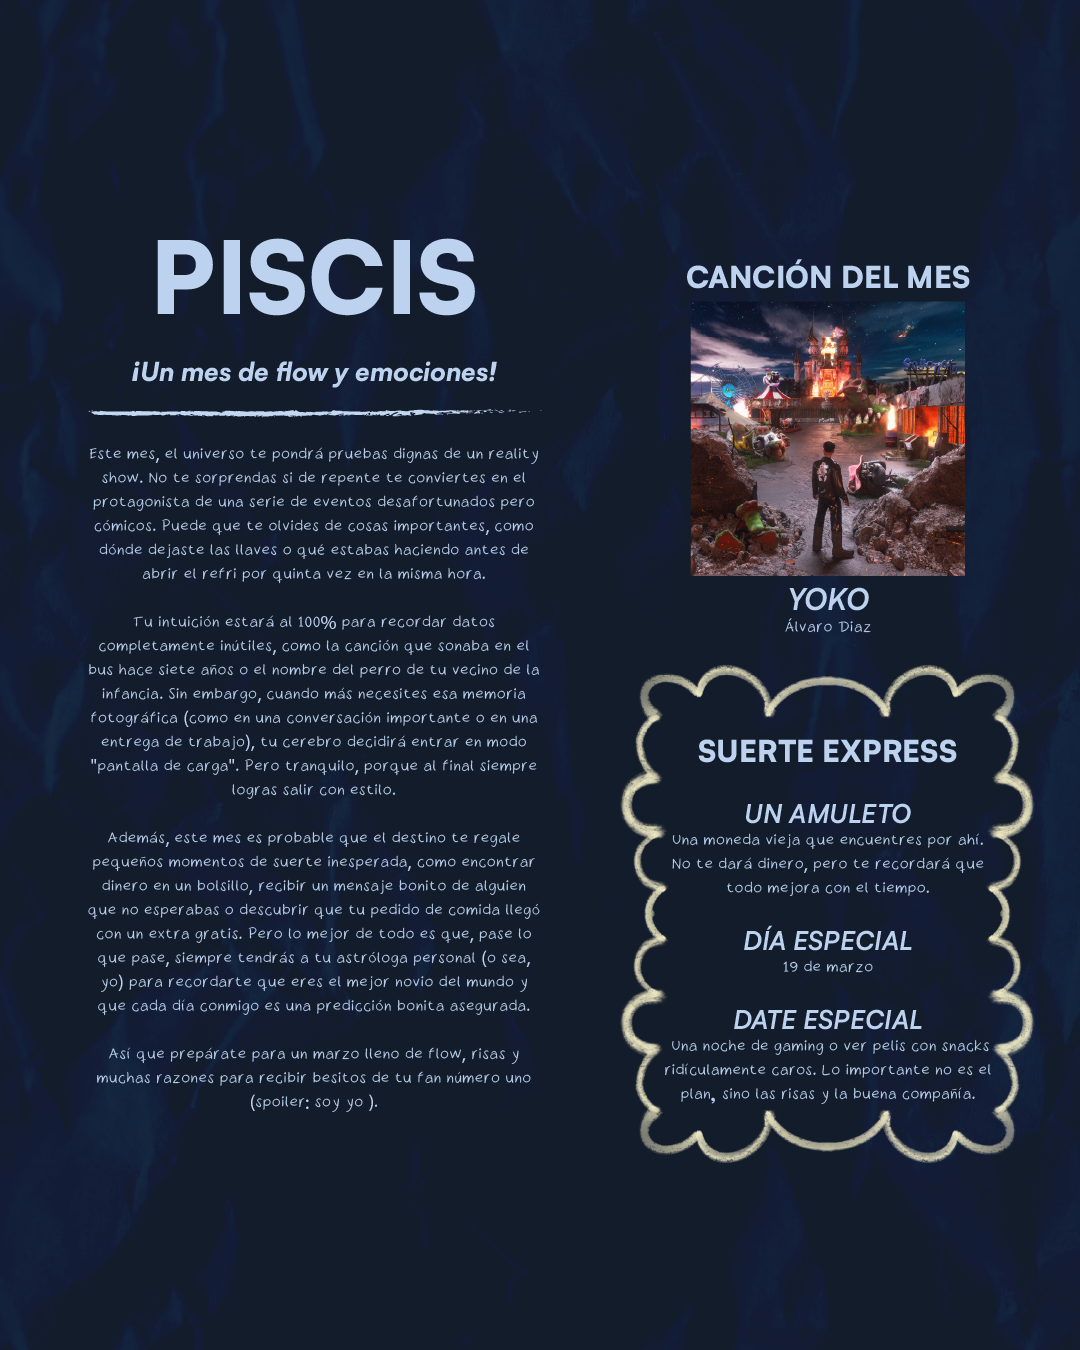 PISCIS
¡Un mes de flow y emociones!
Este mes, el universo te pondrá pruebas dignas de un reality
show. No te sorprendas si de repente te conviertes en el
protagonista de una serie de eventos desafortunados pero
cómicos. Puede que te olvides de cosas importantes, como
dónde dejaste las llaves o qué estabas haciendo antes de
abrir el refri por quinta vez en la misma hora.
Tu intuición estará al 100% para recordar datos
completamente inútiles, como la canción que sonaba en el
bus hace siete años o el nombre del perro de tu vecino de la
infancia. Sin embargo, cuando más necesites esa memoria
fotográfica (como en una conversación importante o en una
entrega de trabajo), tu cerebro decidirá entrar en modo
"pantalla de carga". Pero tranquilo, porque al final siempre
logras salir con estilo.
Además, este mes es probable que el destino te regale
pequeños momentos de suerte inesperada, como encontrar
dinero en un bolsillo, recibir un mensaje bonito de alguien
que no esperabas o descubrir que tu pedido de comida llegó
con un extra gratis. Pero lo mejor de todo es que, pase lo
que pase, siempre tendrás a tu astróloga personal (o sea,
yo) para recordarte que eres el mejor novio del mundo y
que cada día conmigo es una predicción bonita asegurada.
Así que prepárate para un marzo lleno de flow, risas y
muchas razones para recibir besitos de tu fan número uno
(spoiler: soy yo ).
CANCIÓN DEL MES
YOKO
Álvaro Diaz
SUERTE EXPRESS
UN AMULETO
Una moneda vieja que encuentres por ahí.
No te dará dinero, pero te recordará que
todo mejora con el tiempo.
DÍA ESPECIAL
19 de marzo
DATE ESPECIAL
Una noche de gaming o ver pelis con snacks
ridículamente caros. Lo importante no es el
plan, sino las risas y la buena compañía.